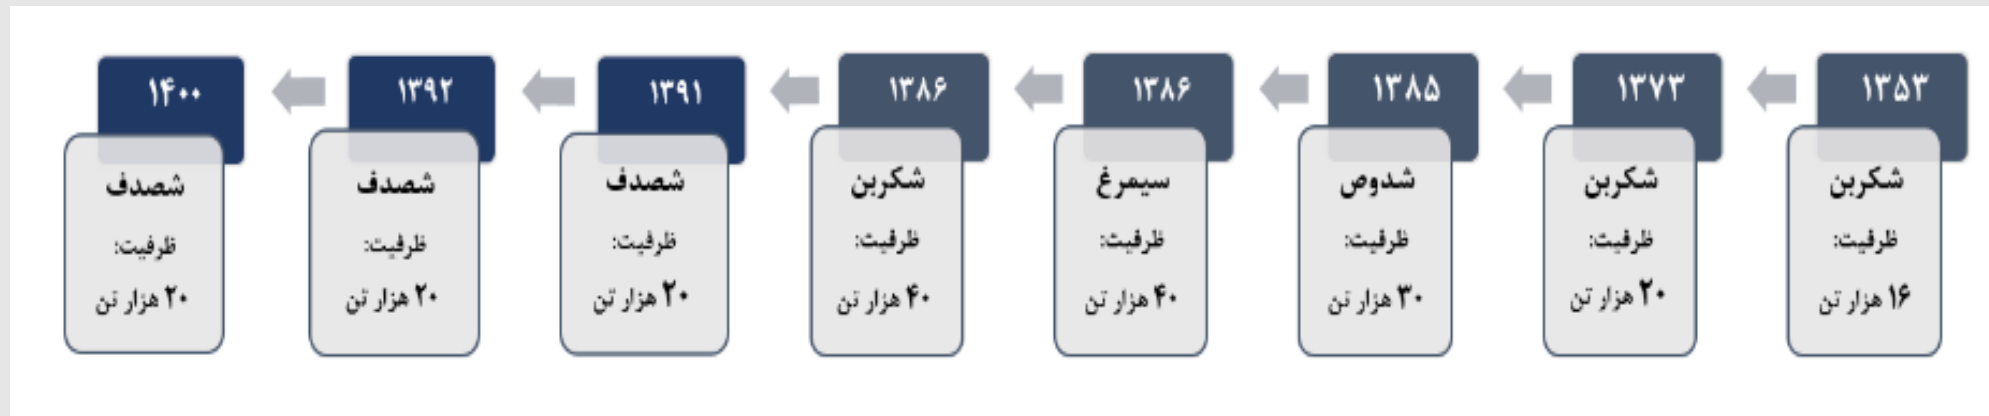 ۱۳۵۳
شکربن
ظرفیت:
۱۶ هزار تن
۱۳۷۳
شکربن
ظرفیت:
۲۰ هزار تن
۱۳۸۵
شدوص
ظرفیت:
۳۰ هزار تن
۱۳۸۶
سیمرغ
ظرفیت:
۴۰ هزار تن
۱۳۸۶
شکربن
ظرفیت:
۴۰ هزار تن
۱۳۹۱
شصدف
ظرفیت:
۲۰ هزار تن
۱۳۹۲
شصدف
ظرفیت:
۲۰ هزار تن
۱۴۰۰
شصدف
ظرفیت:
۲۰ هزار تن